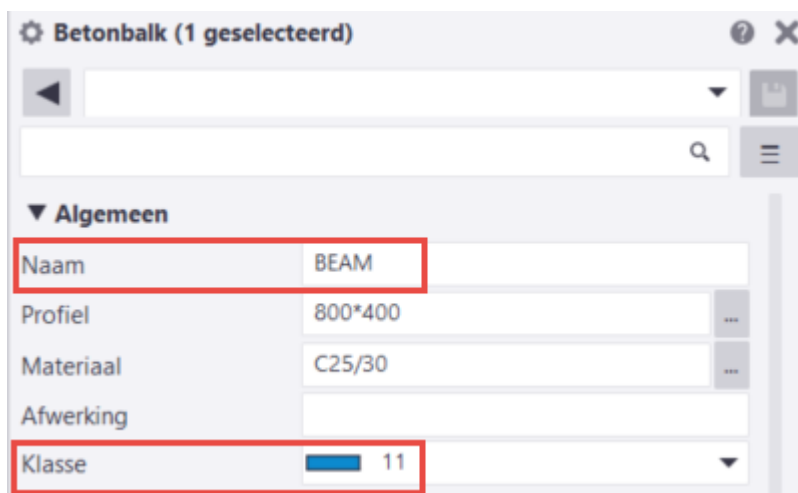 Betonbalk (1 geselecteerd)
Algemeen
Naam BEAM
Profiel 800*400 ...
Materiaal C25/30 ...
Afwerking
Klasse 11